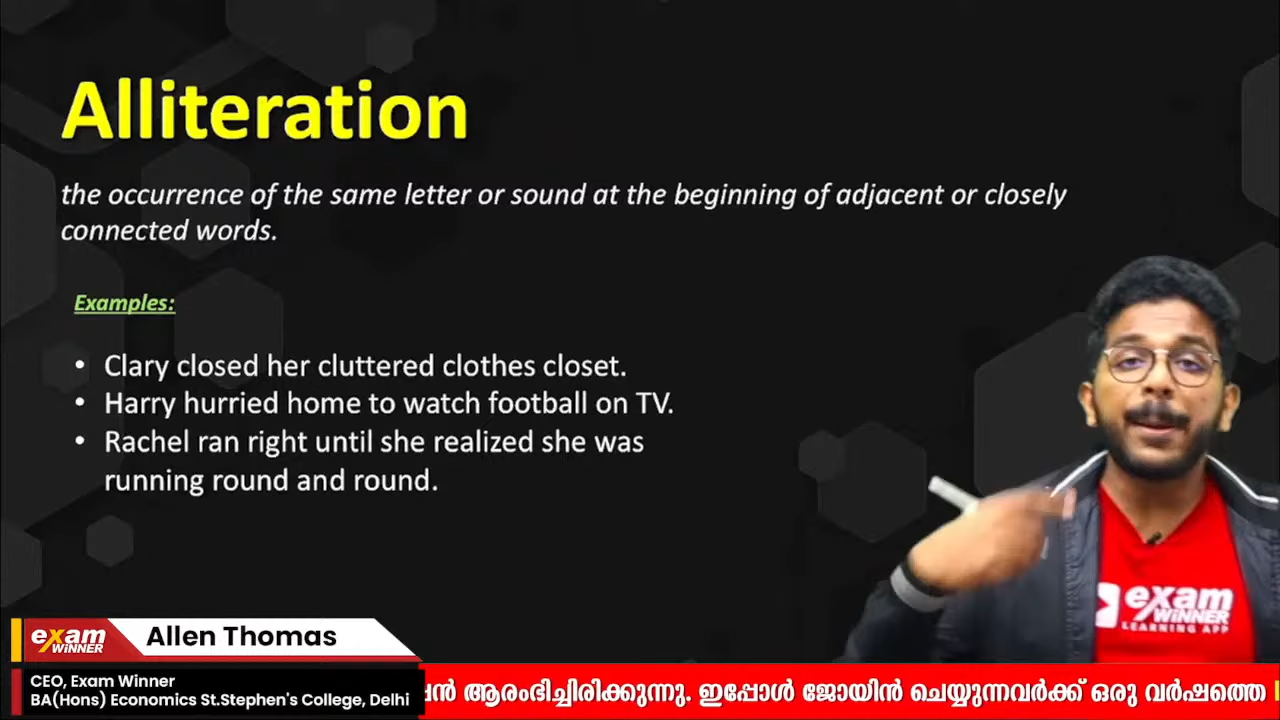 Alliteration
the occurrence of the same letter or sound at the beginning of adjacent or closely
connected words.
Examples:
• Clary closed her cluttered clothes closet.
• Harry hurried home to watch football on TV.
• Rachel ran right until she realized she was
running round and round.
exam
WINNER
LEARNING APP
exam
WINNER
Allen Thomas
CEO, Exam Winner
BA(Hons) Economics St.Stephen's College, Delhi
ആരംഭിച്ചിരിക്കുന്നു. ഇപ്പോൾ ജോയിൻ ചെയ്യുന്നവർക്ക് ഒരു വർഷത്തെ